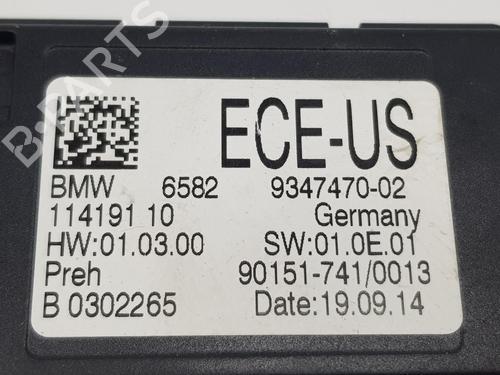 ECE-US
BMW 6582 9347470-02
114191 10 Germany
HW:01.03.00 SW:01.0E.01
Preh 90151-741/0013
B 0302265 Date:19.09.14
B-PARTS